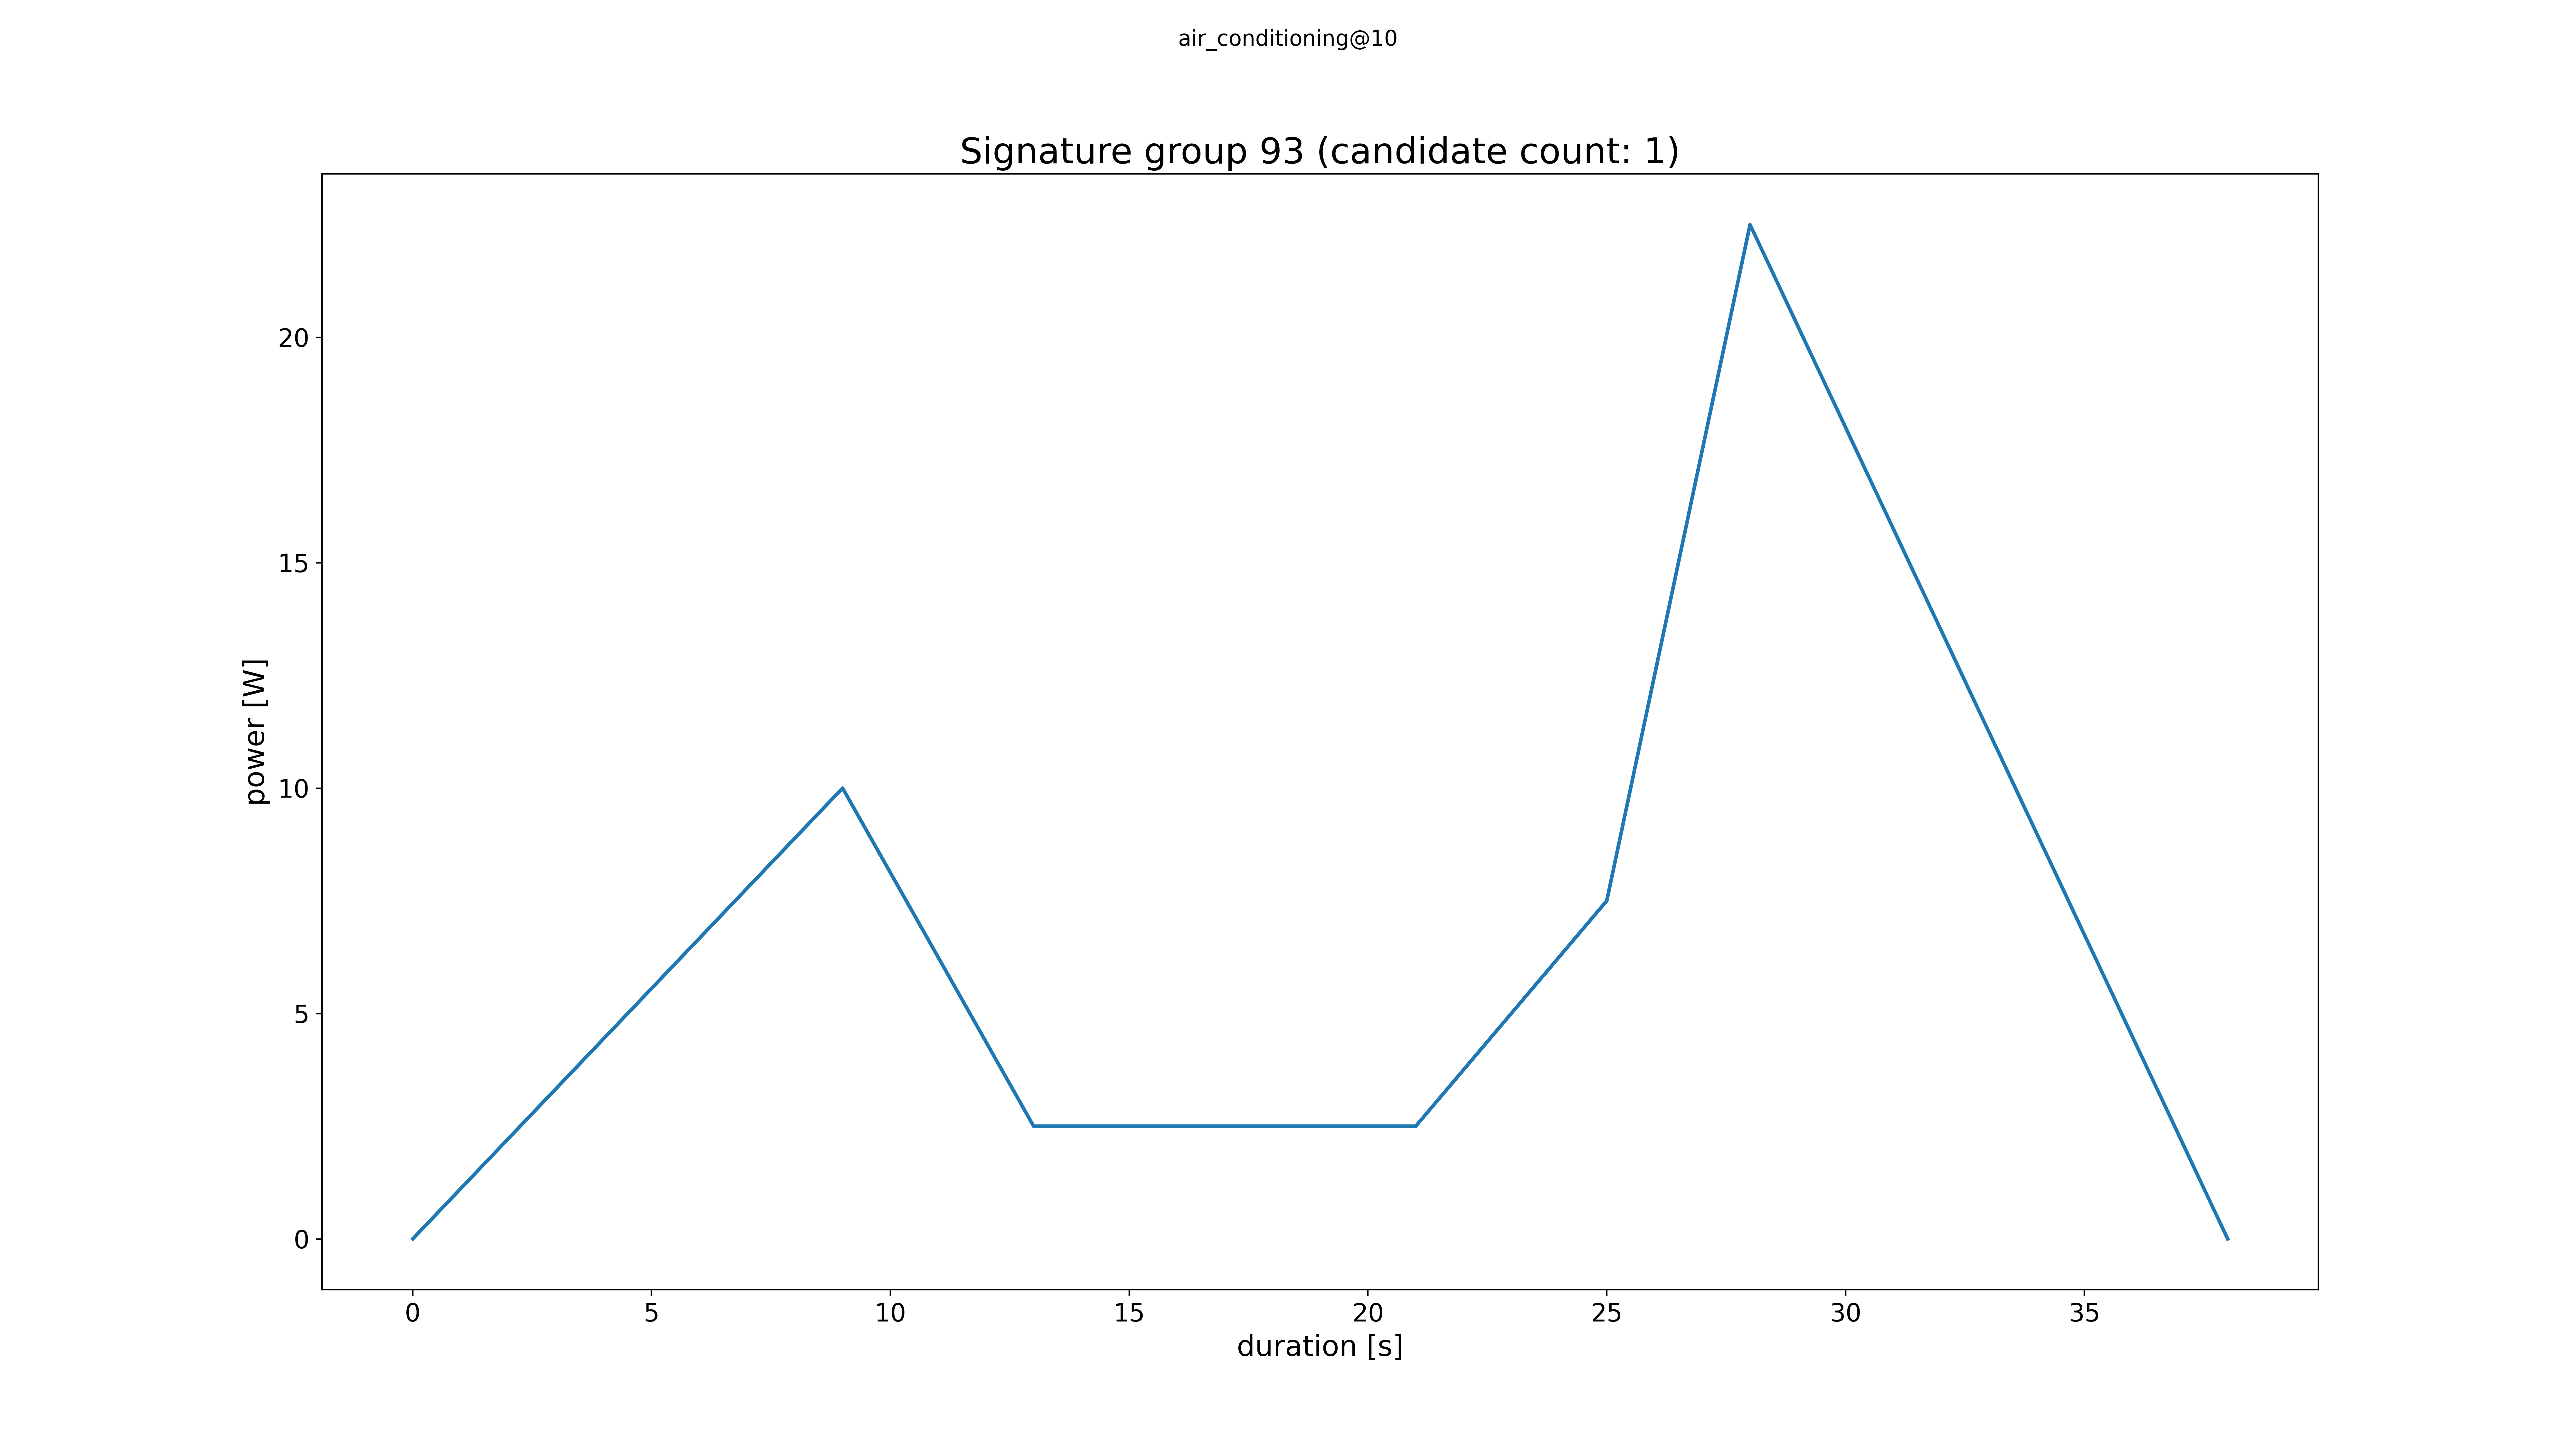 air_conditioning@10
Signature group 93 (candidate count: 1)
power [W]
20
15
10
5
0
0 5 10 15 20 25 30 35
duration [s]